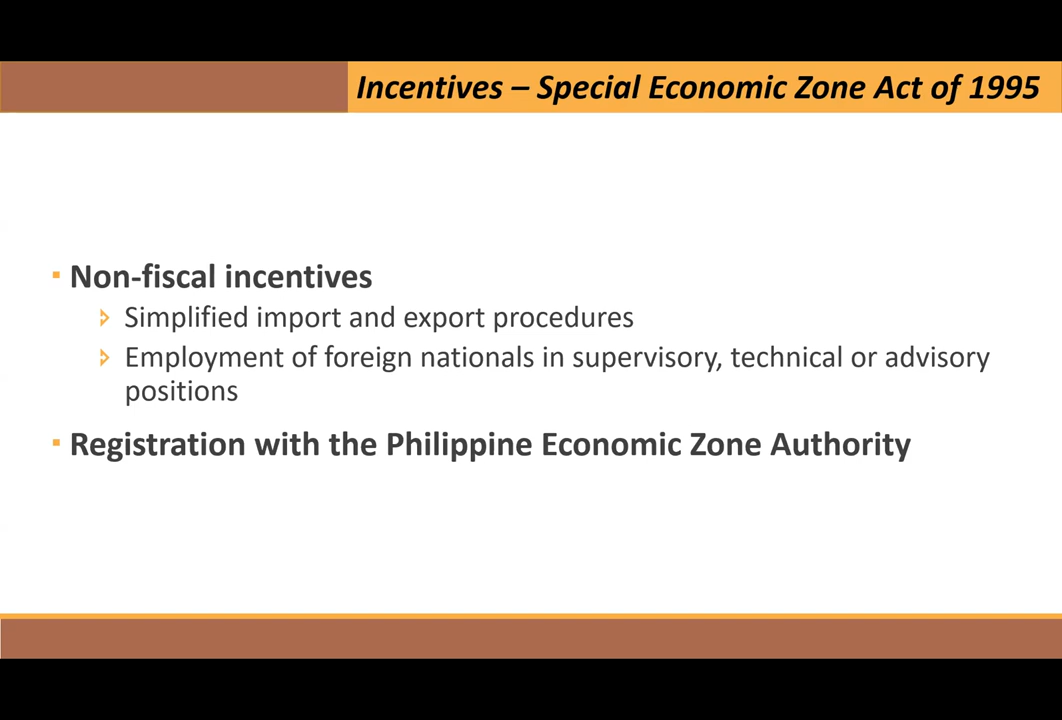 Incentives – Special Economic Zone Act of 1995
Non-fiscal incentives
Simplified import and export procedures
Employment of foreign nationals in supervisory, technical or advisory
positions
Registration with the Philippine Economic Zone Authority